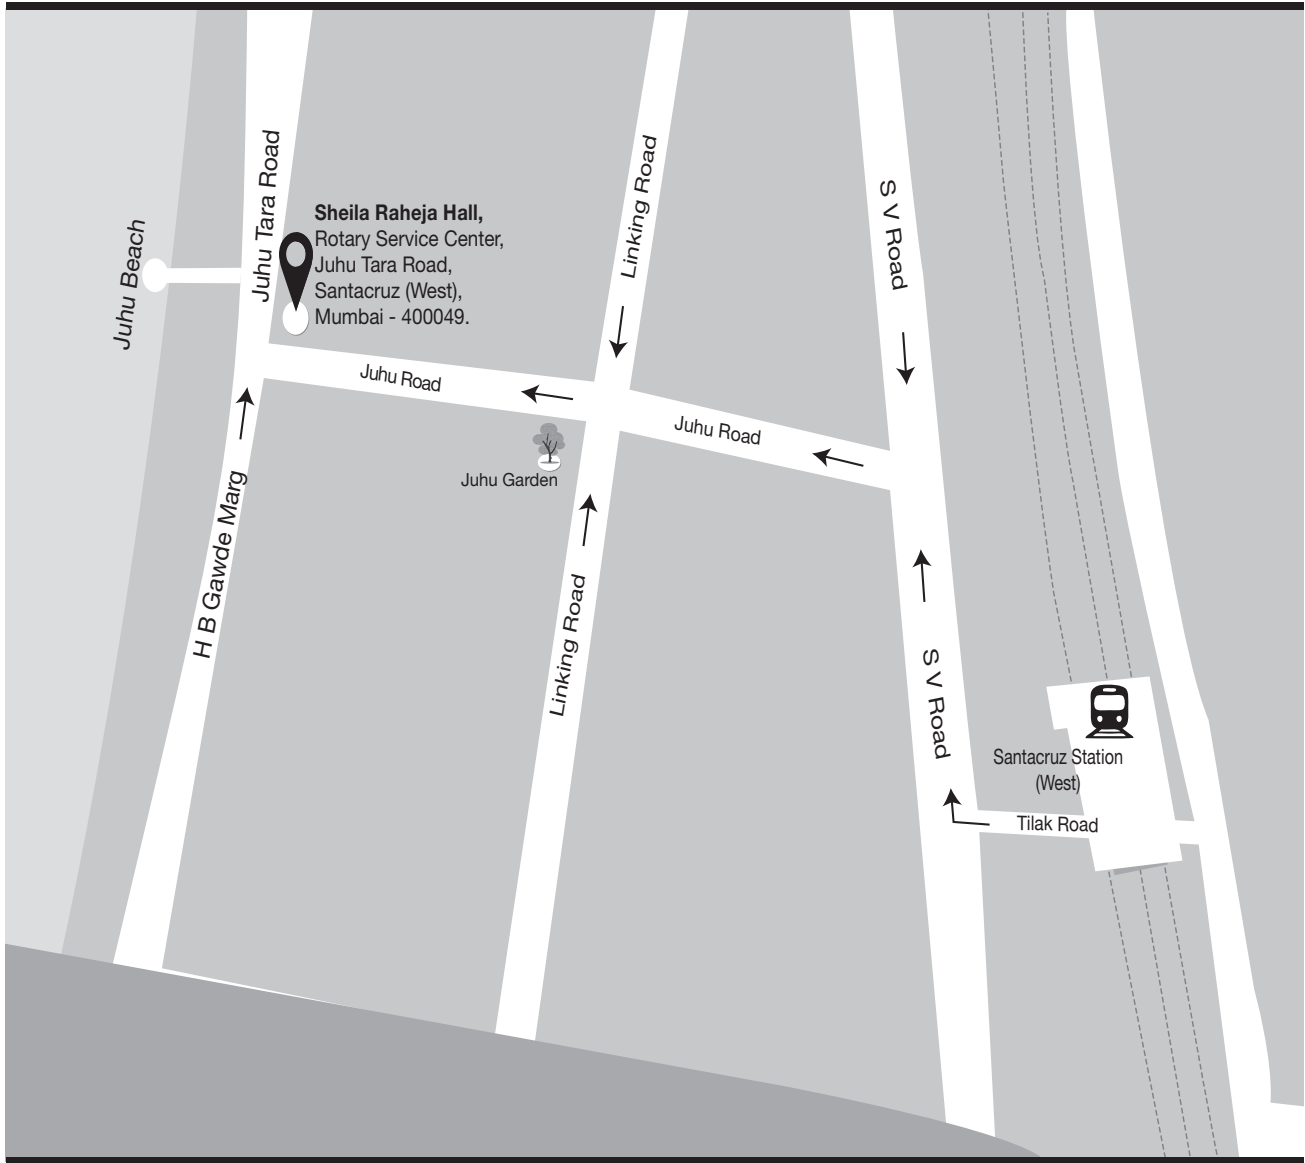 Juhu Tara Road
Juhu Beach
Sheila Raheja Hall,
Rotary Service Center,
Juhu Tara Road,
Santacruz (West),
Mumbai - 400049.
Linking Road
S V Road
Juhu Road
Juhu Road
Juhu Garden
H B Gawde Marg
Linking Road
S V Road
Santacruz Station
(West)
Tilak Road